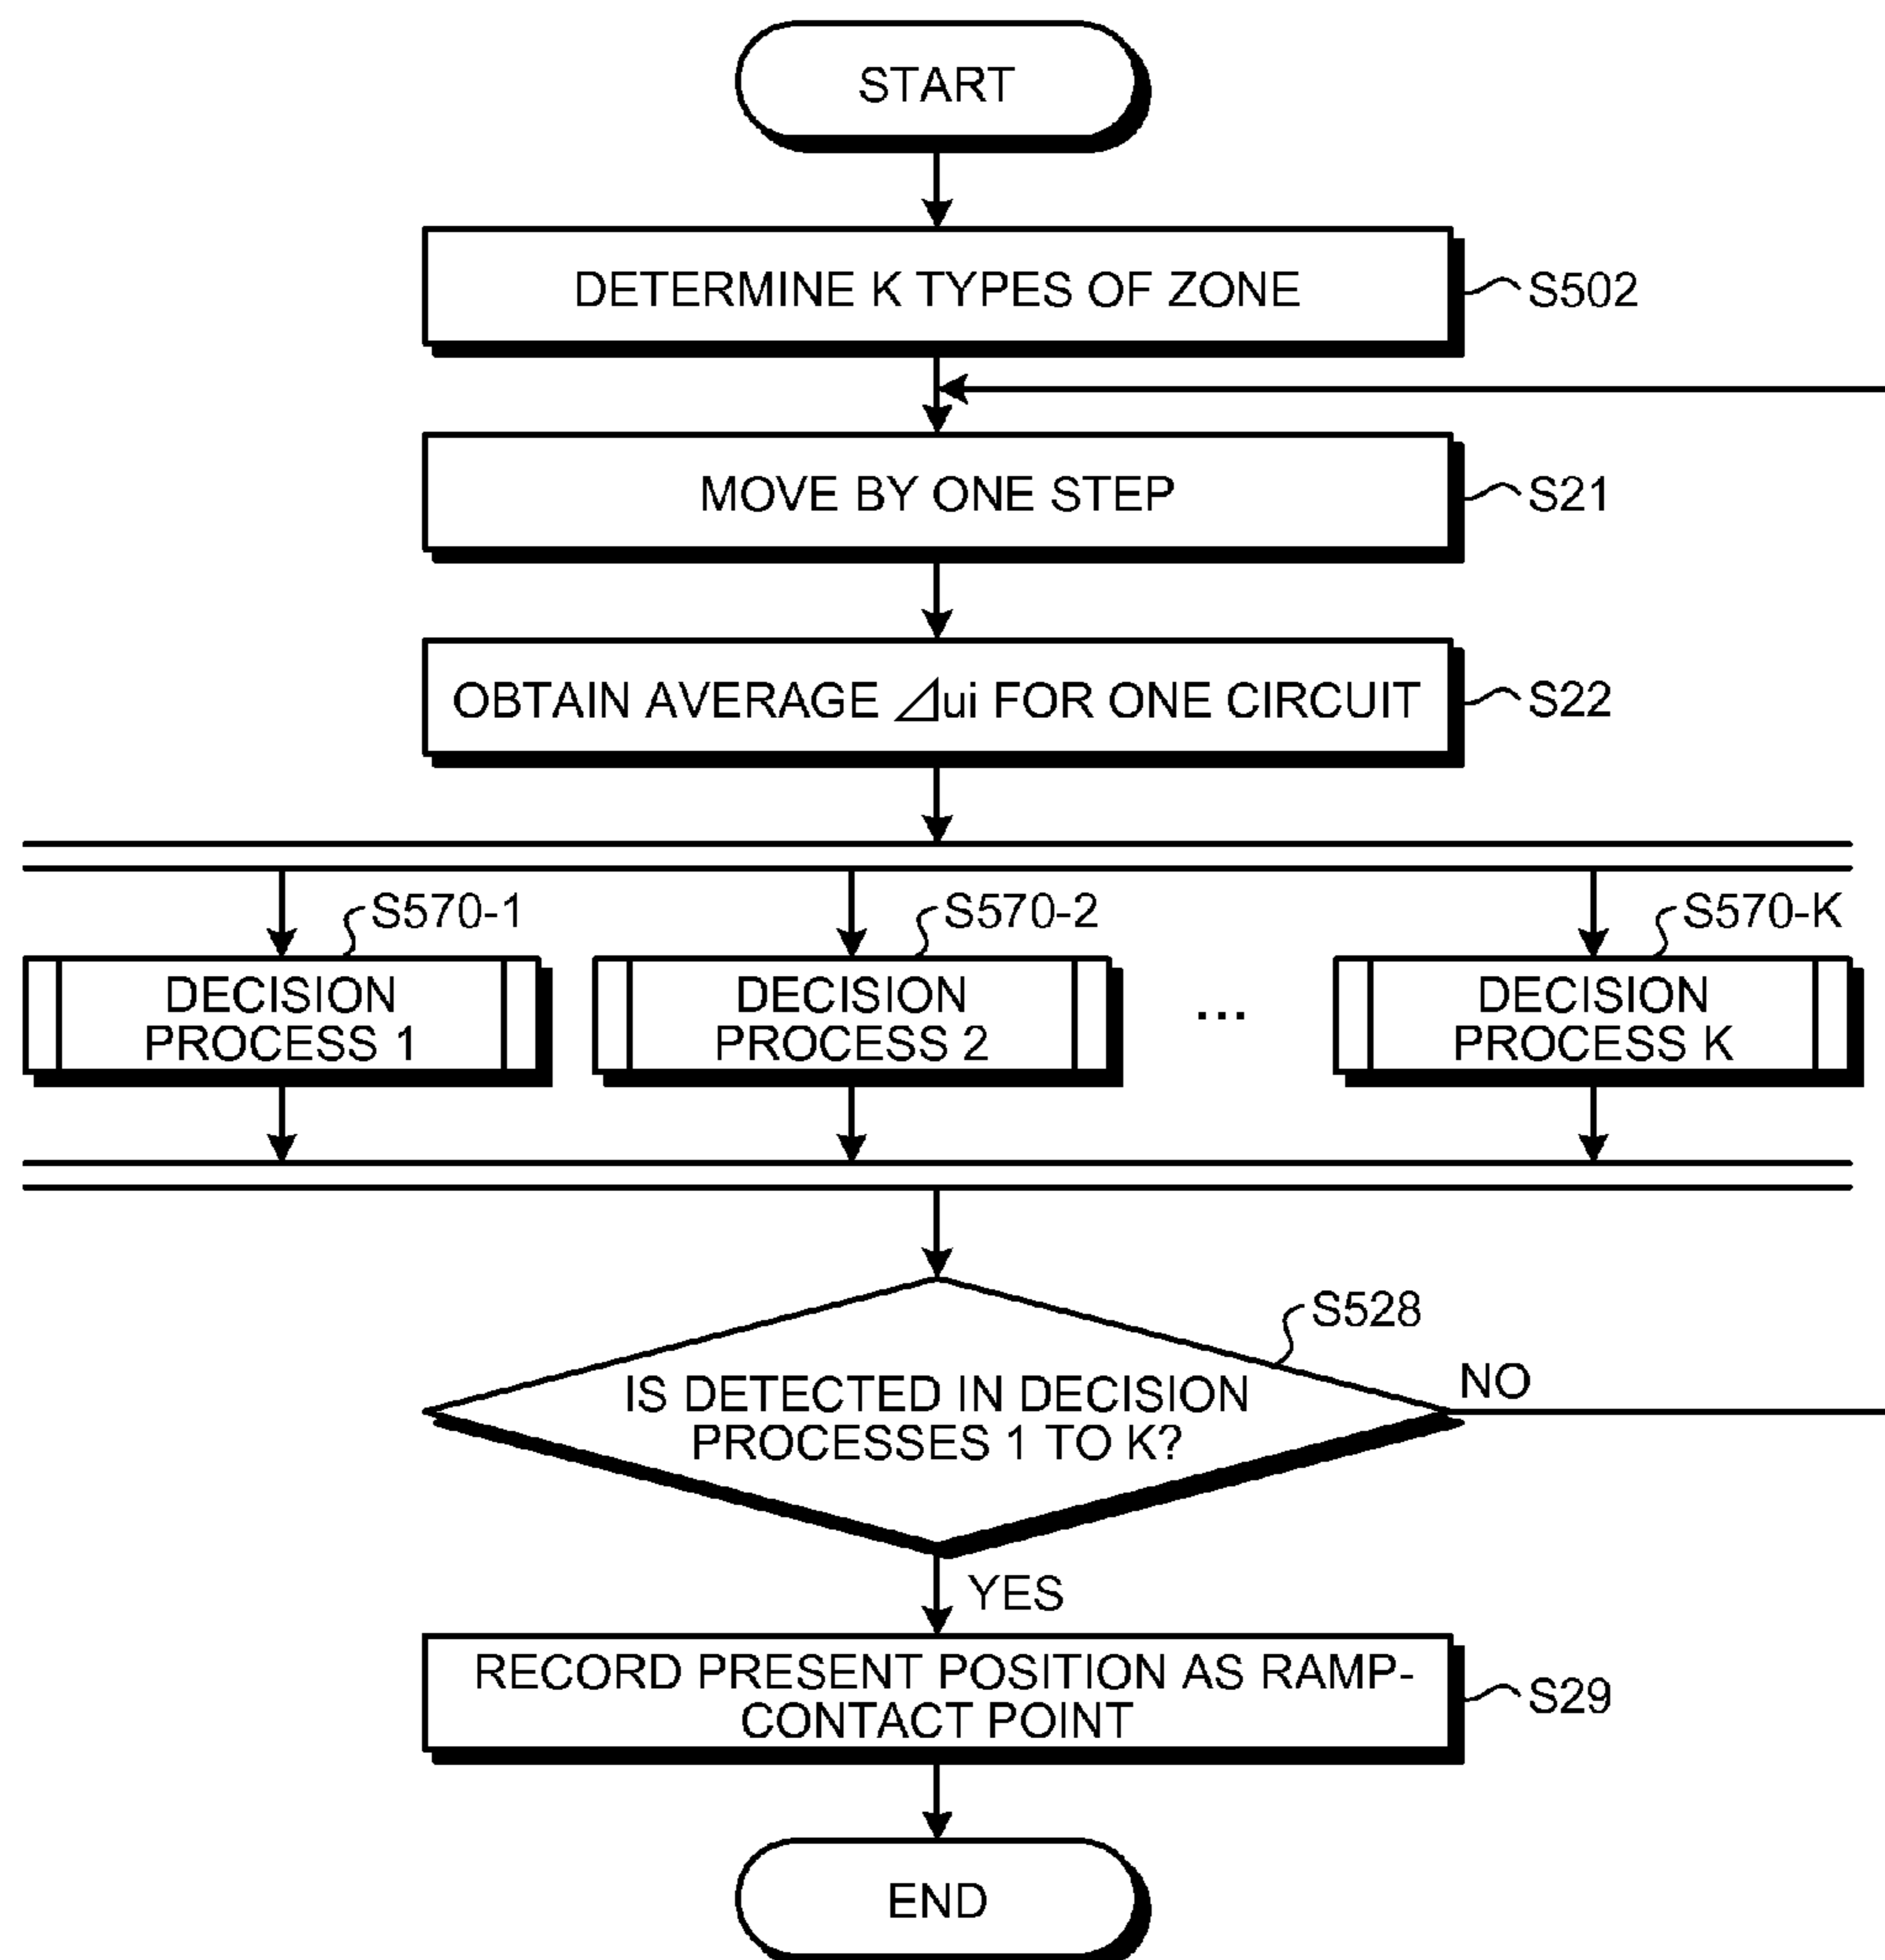 START
DETERMINE K TYPES OF ZONE
S502
MOVE BY ONE STEP
S21
OBTAIN AVERAGE ⊿ui FOR ONE CIRCUIT
S22
S570-1
S570-2
S570-K
DECISION
PROCESS 1
DECISION
PROCESS 2
...
DECISION
PROCESS K
S528
IS DETECTED IN DECISION
PROCESSES 1 TO K?
NO
YES
RECORD PRESENT POSITION AS RAMP-
CONTACT POINT
S29
END